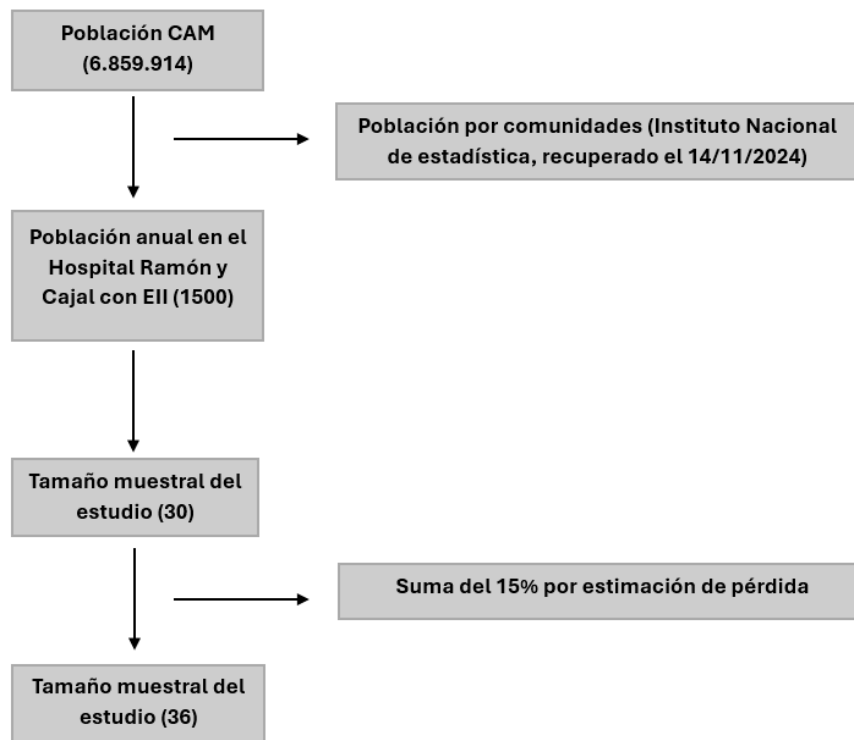 Población CAM
(6.859.914)
Población por comunidades (Instituto Nacional
de estadística, recuperado el 14/11/2024)
Población anual en el
Hospital Ramón y
Cajal con EII (1500)
Tamaño muestral del
estudio (30)
Suma del 15% por estimación de pérdida
Tamaño muestral del
estudio (36)